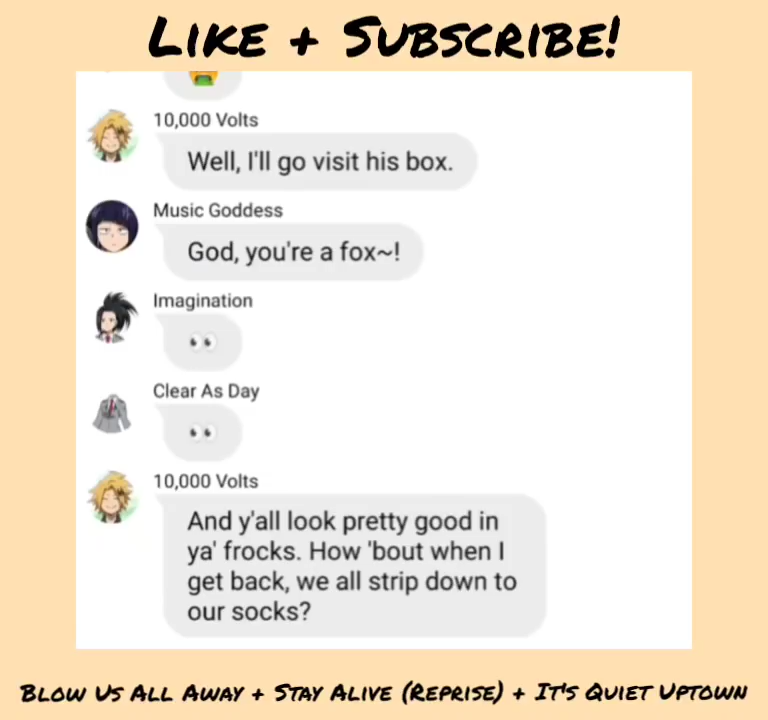 LIKE + SUBSCRIBE!
10,000 Volts
Well, I'll go visit his box.
Music Goddess
God, you're a fox~!
Imagination
👀
Clear As Day
👀
10,000 Volts
And y'all look pretty good in
ya' frocks. How 'bout when I
get back, we all strip down to
our socks?
BLOW US ALL AWAY + STAY ALIVE (REPRISE) + IT'S QUIET UPTOWN